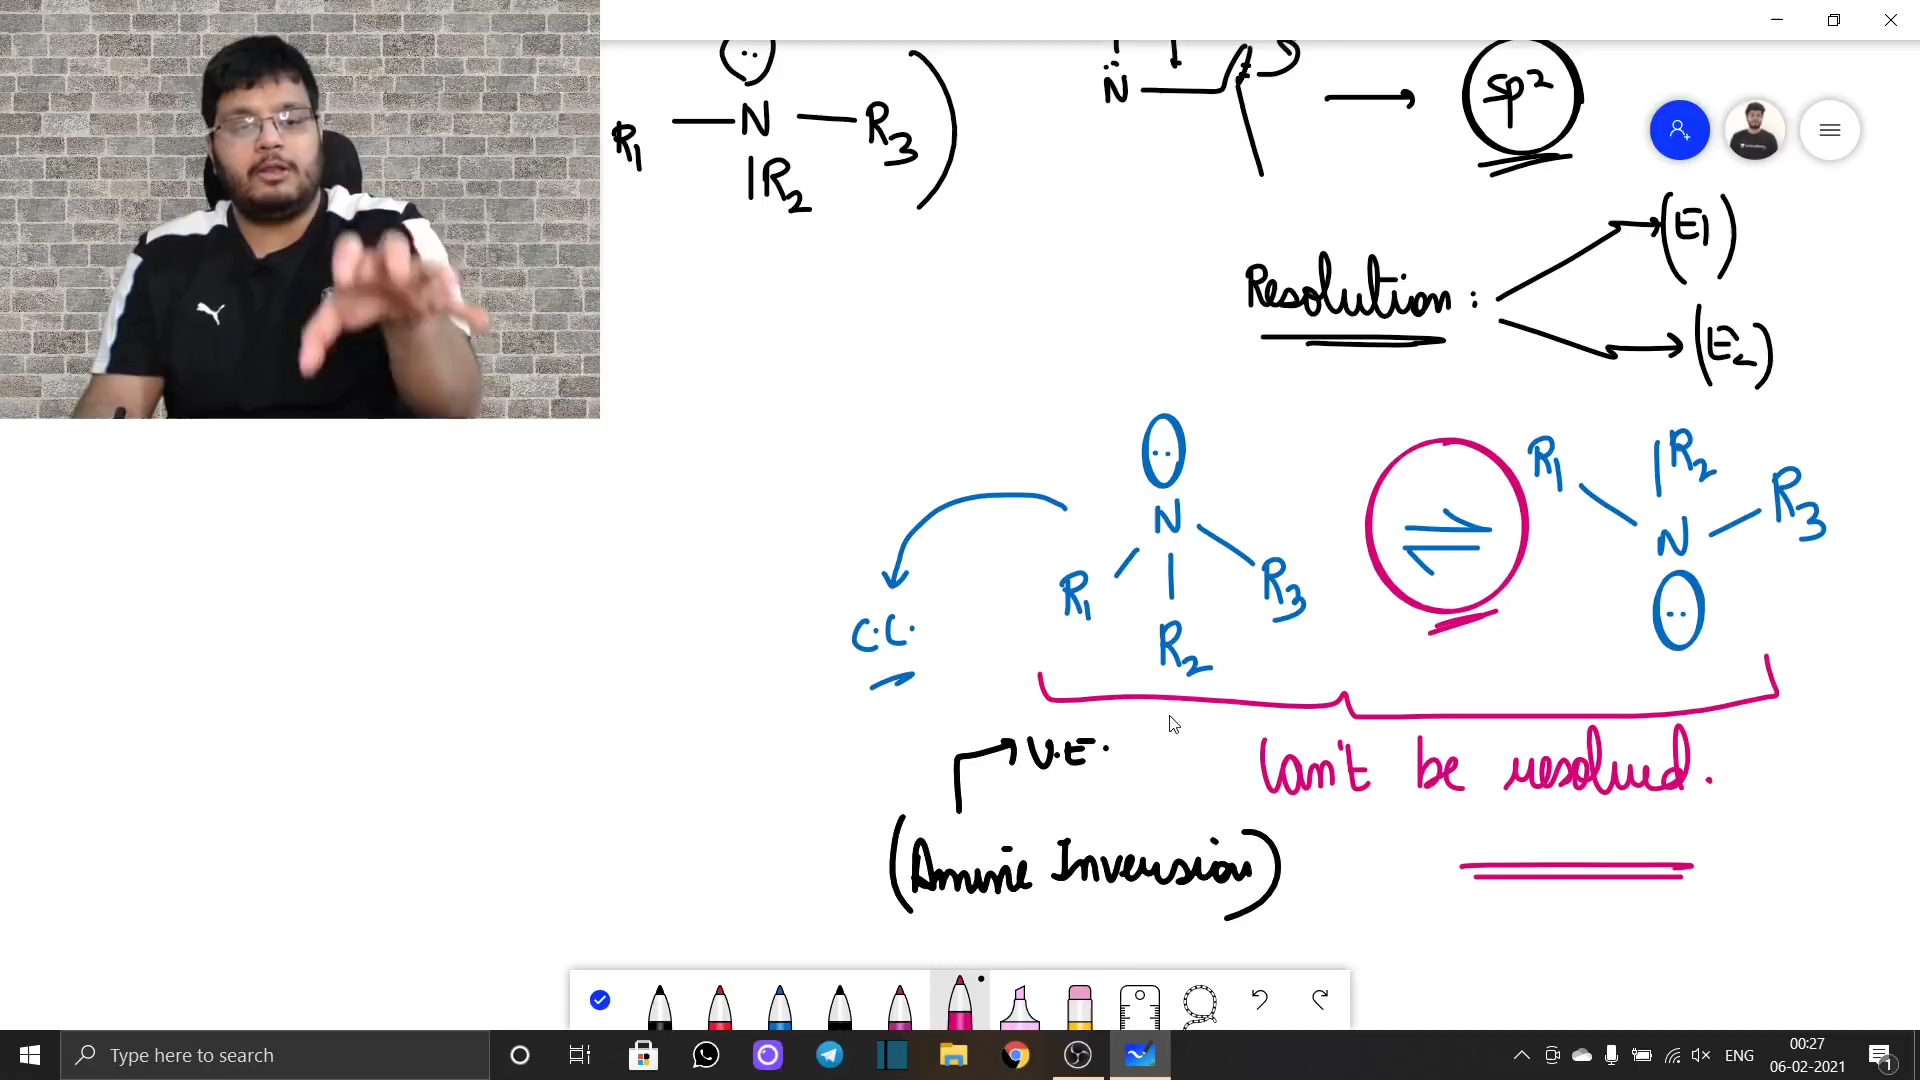 N
R1 — N — R3
R2
N
sp²
(E1)
Resolution :
(E2)
N
R1 R2 R3
R1 R2 R3
N
C.C.
U.E.
Can't be resolved.
(Amine Inversion)
Type here to search
ENG
00:27
06-02-2021
1